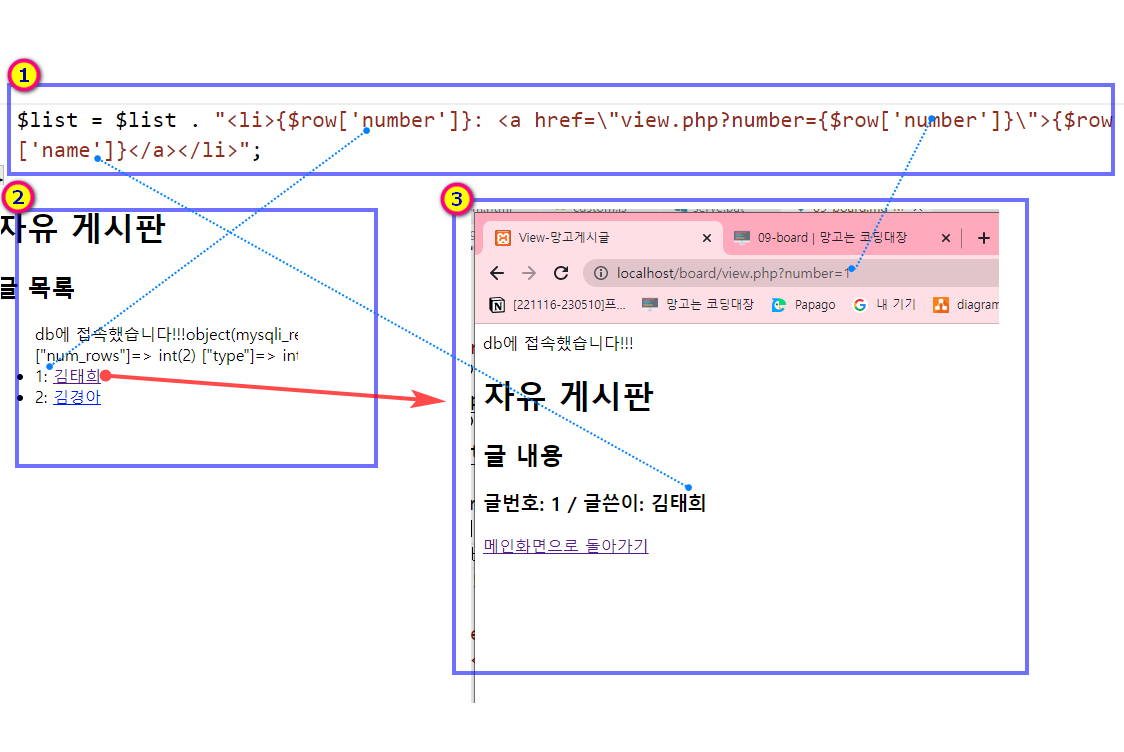 1
$list = $list . "<li>{$row['number']}: <a href=\"view.php?number={$row['number']}\">{$row
['name']}</a></li>";
2
자유 게시판
글 목록
db에 접속했습니다!!!object(mysqli_re
["num_rows"]=> int(2) ["type"]=> int
1: 김태희
2: 김경아
3
View-망고게시글
09-board | 망고는 코딩대장
localhost/board/view.php?number=1
[221116-230510]프... 망고는 코딩대장 Papago 내 기기 diagram
db에 접속했습니다!!!
자유 게시판
글 내용
글번호: 1 / 글쓴이: 김태희
메인화면으로 돌아가기